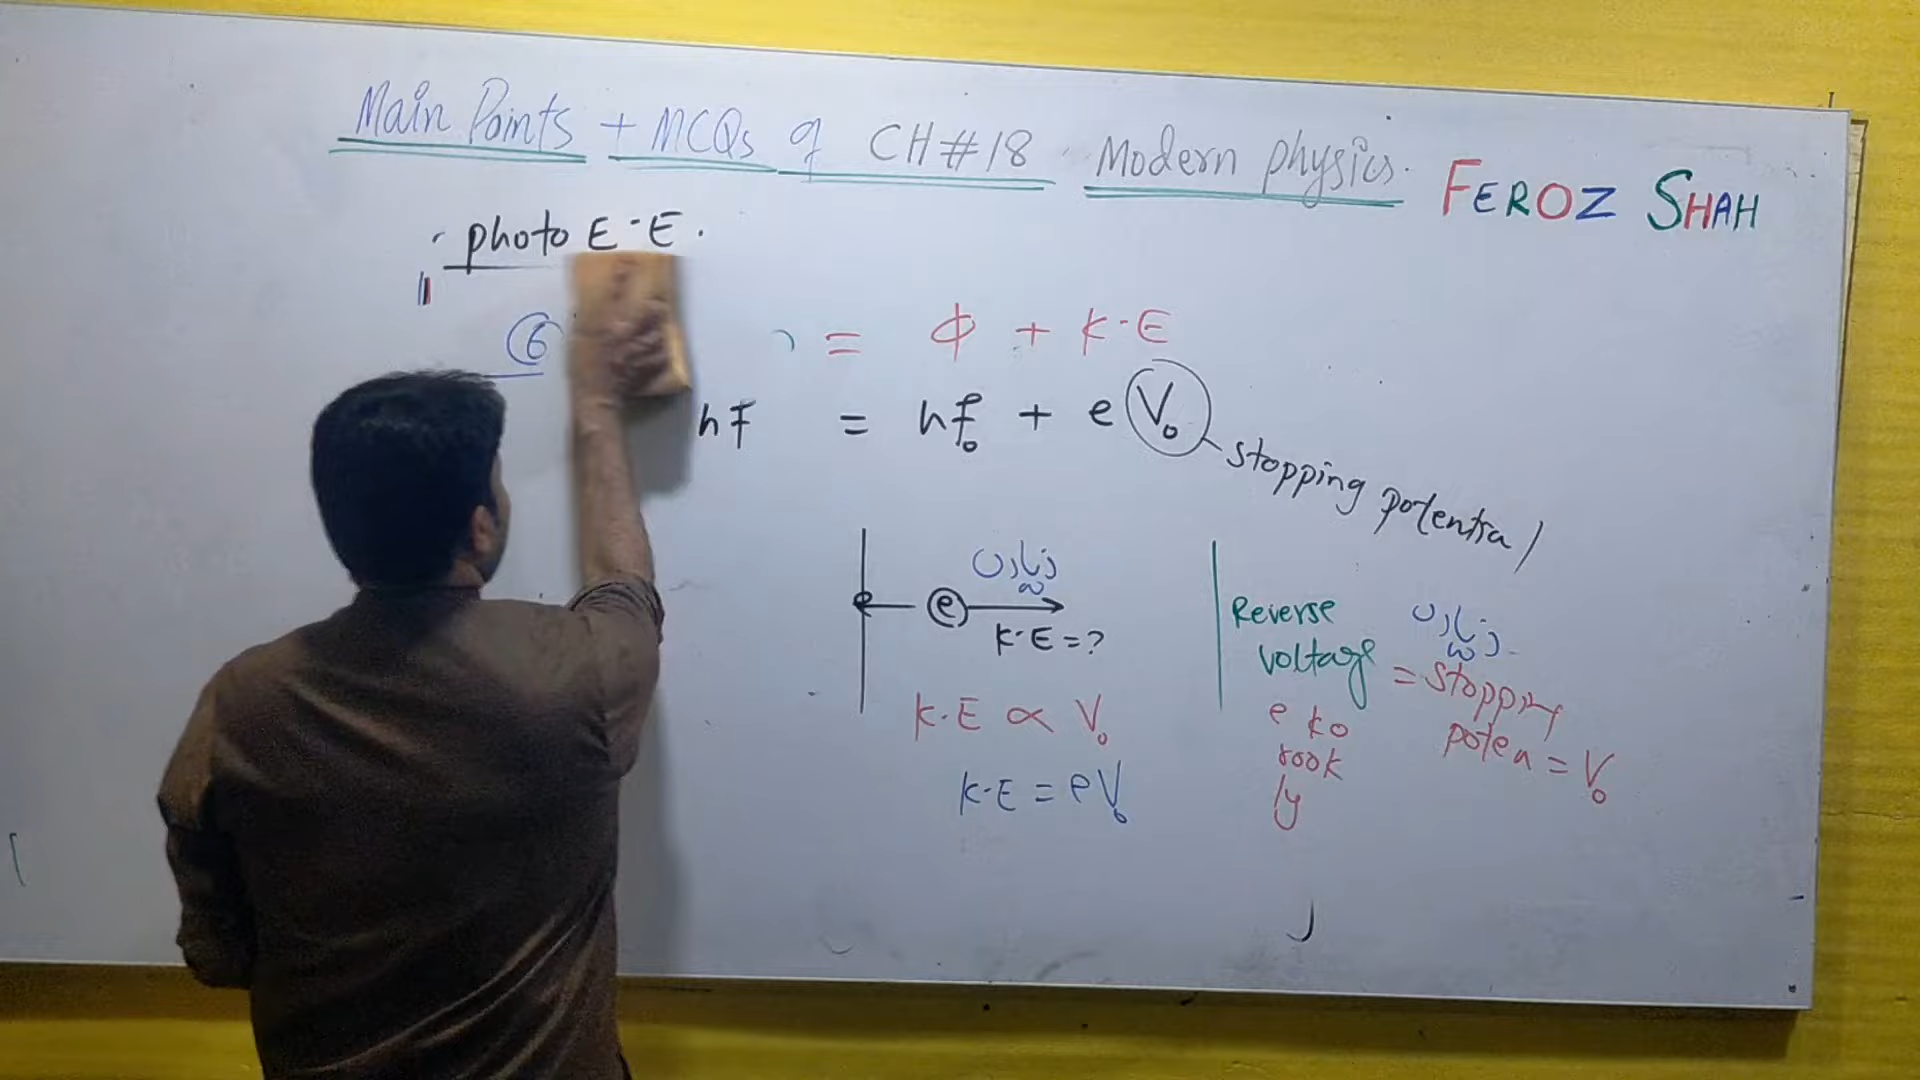 Main Points + MCQs of CH#18 Modern physics.
FEROZ SHAH
photo E-E.
6
= ϕ + K-E
hf = hf₀ + e V₀
stopping potential
زیادہ
e
K-E = ?
K.E ∝ V₀
K-E = eV₀
Reverse
voltage
e ko
rook
ly
زیادہ
= stopping
poten = V₀